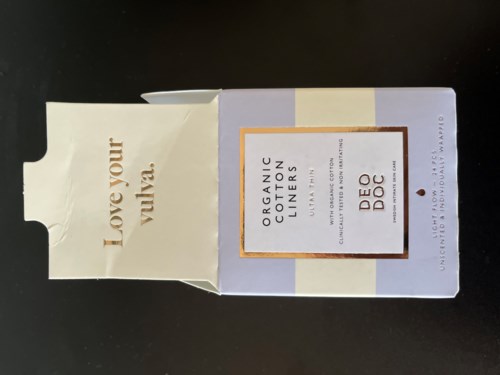 Love your
vulva.
ORGANIC
COTTON
LINERS
ULTRA THIN
WITH ORGANIC COTTON
CLINICALLY TESTED & NON-IRRITATING
DEO
DOC
SWEDISH INTIMATE SKIN CARE
LIGHT FLOW – 24 PCS
UNSCENTED & INDIVIDUALLY WRAPPED